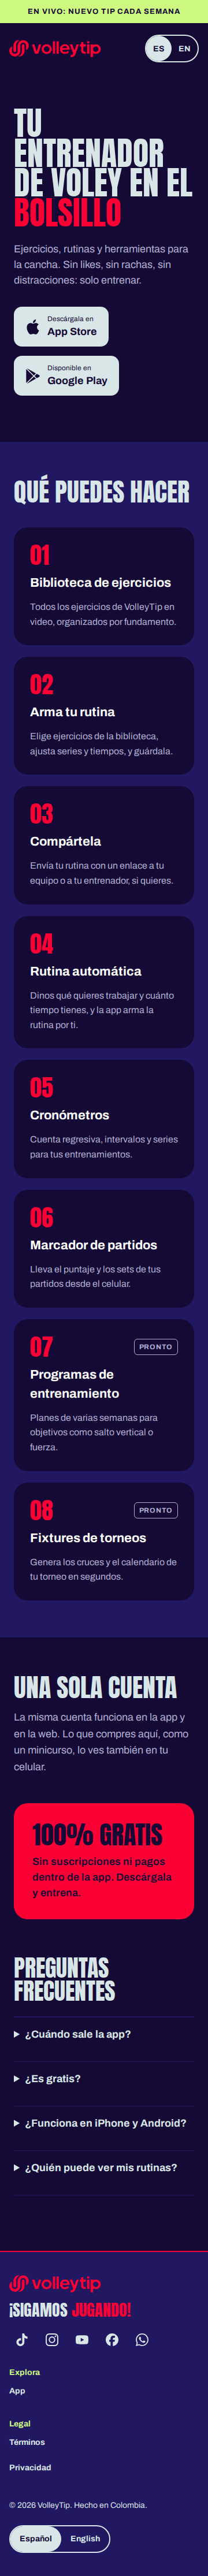 EN VIVO: NUEVO TIP CADA SEMANA
volleytip
ES EN
TU
ENTRENADOR
DE VOLEY EN EL
BOLSILLO
Ejercicios, rutinas y herramientas para
la cancha. Sin likes, sin rachas, sin
distracciones: solo entrenar.
Descárgala en
App Store
Disponible en
Google Play
QUÉ PUEDES HACER
01
Biblioteca de ejercicios
Todos los ejercicios de VolleyTip en
video, organizados por fundamento.
02
Arma tu rutina
Elige ejercicios de la biblioteca,
ajusta series y tiempos, y guárdala.
03
Compártela
Envía tu rutina con un enlace a tu
equipo o a tu entrenador, si quieres.
04
Rutina automática
Dinos qué quieres trabajar y cuánto
tiempo tienes, y la app arma la
rutina por ti.
05
Cronómetros
Cuenta regresiva, intervalos y series
para tus entrenamientos.
06
Marcador de partidos
Lleva el puntaje y los sets de tus
partidos desde el celular.
07
PRONTO
Programas de
entrenamiento
Planes de varias semanas para
objetivos como salto vertical o
fuerza.
08
PRONTO
Fixtures de torneos
Genera los cruces y el calendario de
tu torneo en segundos.
UNA SOLA CUENTA
La misma cuenta funciona en la app y
en la web. Lo que compres aquí, como
un minicurso, lo ves también en tu
celular.
100% GRATIS
Sin suscripciones ni pagos
dentro de la app. Descárgala
y entrena.
PREGUNTAS
FRECUENTES
¿Cuándo sale la app?
¿Es gratis?
¿Funciona en iPhone y Android?
¿Quién puede ver mis rutinas?
volleytip
¡SIGAMOS JUGANDO!
Explora
App
Legal
Términos
Privacidad
© 2026 VolleyTip. Hecho en Colombia.
Español English